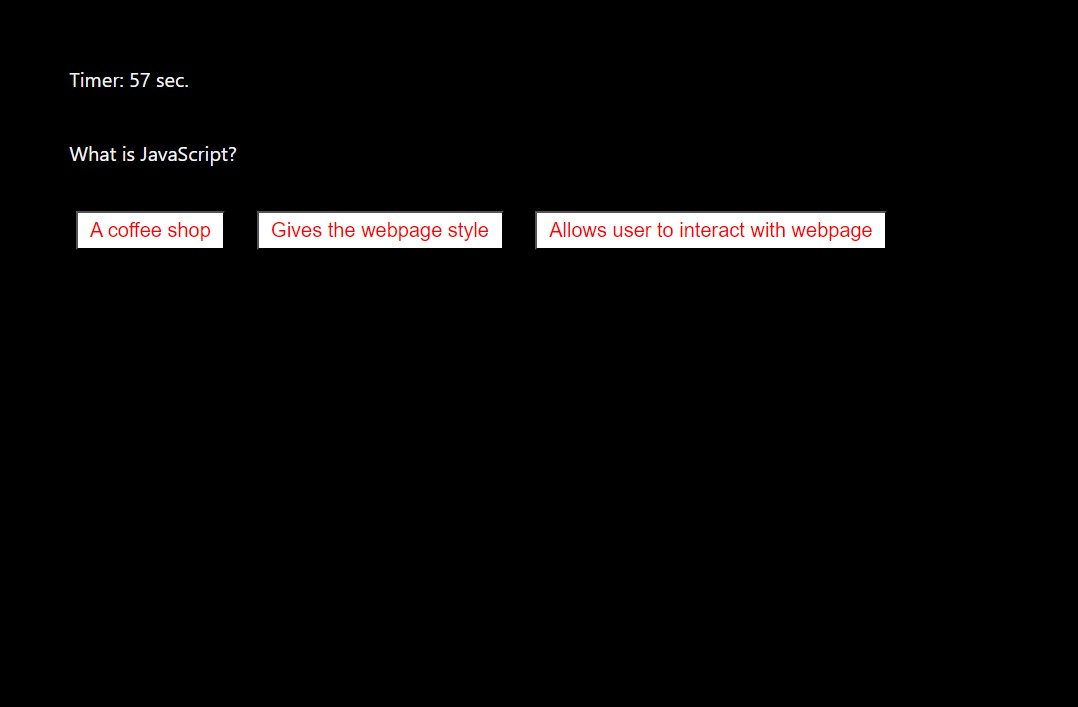 Timer: 57 sec.
What is JavaScript?
A coffee shop Gives the webpage style Allows user to interact with webpage